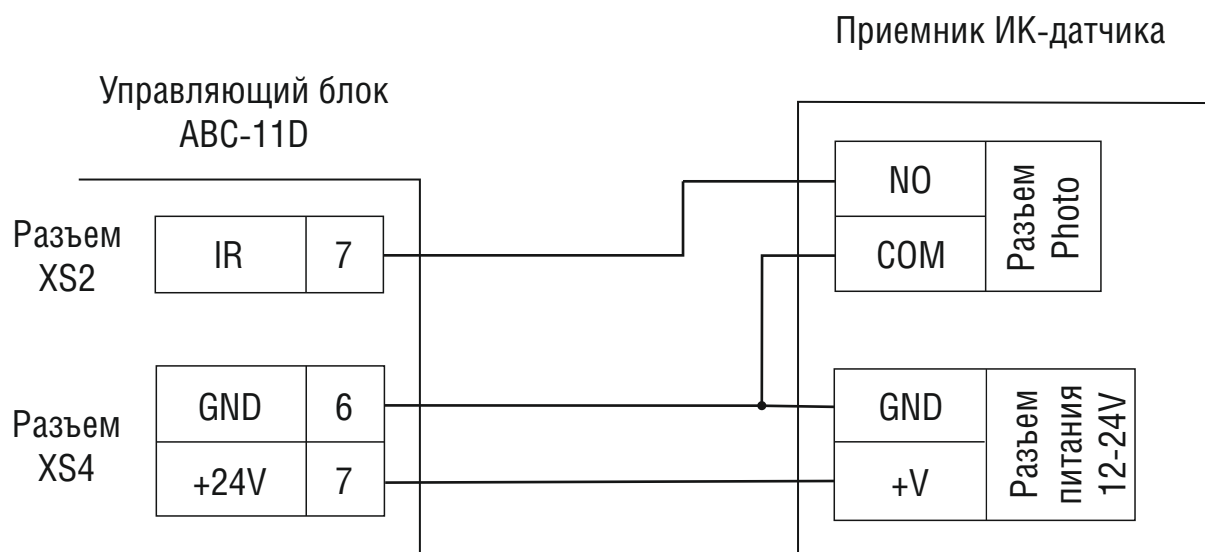 Приемник ИК-датчика
Управляющий блок
ABC-11D
Разъем
XS2
IR
7
NO
COM
Разъем
Photo
Разъем
XS4
GND
6
+24V
7
GND
+V
Разъем
питания
12-24V